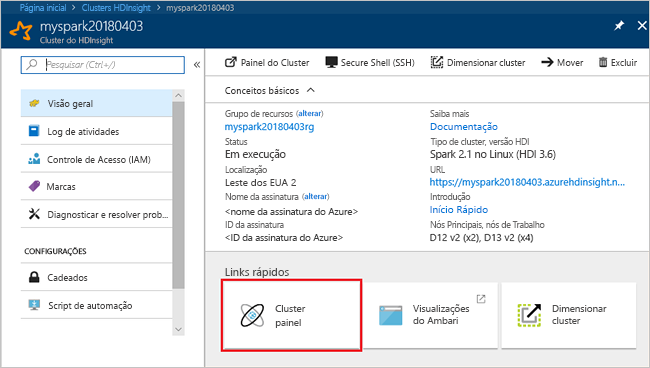 Página inicial > Clusters HDInsight > myspark20180403
myspark20180403
Cluster do HDInsight
Pesquisar (Ctrl+/)
Visão geral
Log de atividades
Controle de Acesso (IAM)
Marcas
Diagnosticar e resolver prob...
CONFIGURAÇÕES
Cadeados
Script de automação
Painel do Cluster Secure Shell (SSH) Dimensionar cluster Mover Excluir
Conceitos básicos
Grupo de recursos (alterar)
myspark20180403rg
Status
Em execução
Localização
Leste dos EUA 2
Nome da assinatura (alterar)
<nome da assinatura do Azure>
ID da assinatura
<ID da assinatura do Azure>
Saiba mais
Documentação
Tipo de cluster, versão HDI
Spark 2.1 no Linux (HDI 3.6)
URL
https://myspark20180403.azurehdinsight.n...
Introdução
Início Rápido
Nós Principais, nós de Trabalho
D12 v2 (x2), D13 v2 (x4)
Links rápidos
Cluster
painel
Visualizações
do Ambari
Dimensionar
cluster